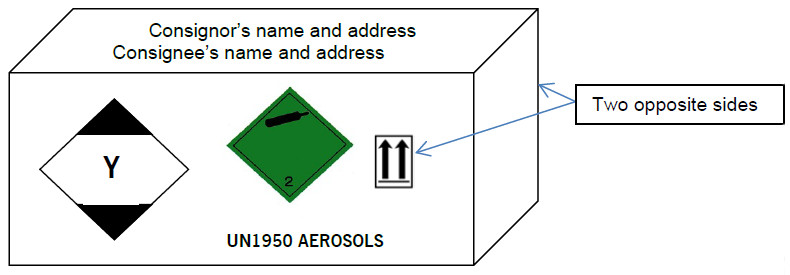 Consignor’s name and address
Consignee’s name and address
Two opposite sides
Y
2
UN1950 AEROSOLS